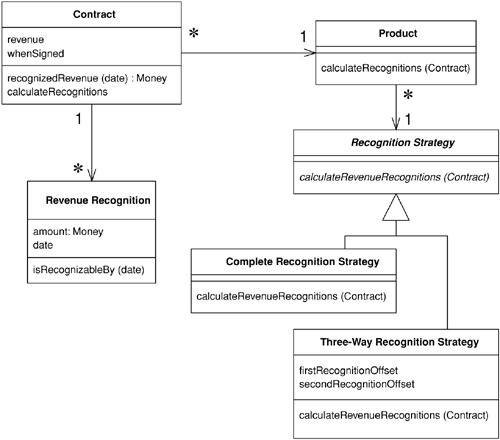 Contract
revenue
whenSigned
recognizedRevenue (date) : Money
calculateRecognitions
*
1
Product
calculateRecognitions (Contract)
1
*
*
1
Revenue Recognition
amount: Money
date
isRecognizableBy (date)
Recognition Strategy
calculateRevenueRecognitions (Contract)
Complete Recognition Strategy
calculateRevenueRecognitions (Contract)
Three-Way Recognition Strategy
firstRecognitionOffset
secondRecognitionOffset
calculateRevenueRecognitions (Contract)